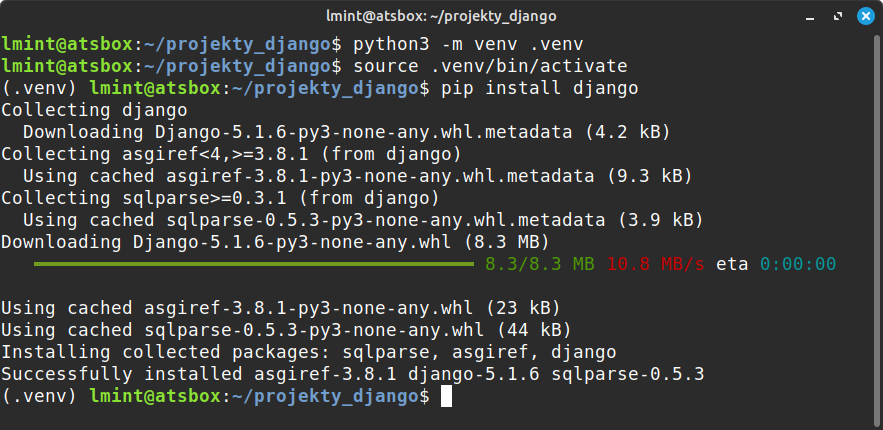 lmint@atsbox: ~/projekty_django
lmint@atsbox:~/projekty_django$ python3 -m venv .venv
lmint@atsbox:~/projekty_django$ source .venv/bin/activate
(.venv) lmint@atsbox:~/projekty_django$ pip install django
Collecting django
  Downloading Django-5.1.6-py3-none-any.whl.metadata (4.2 kB)
Collecting asgiref<4,>=3.8.1 (from django)
  Using cached asgiref-3.8.1-py3-none-any.whl.metadata (9.3 kB)
Collecting sqlparse>=0.3.1 (from django)
  Using cached sqlparse-0.5.3-py3-none-any.whl.metadata (3.9 kB)
Downloading Django-5.1.6-py3-none-any.whl (8.3 MB)
8.3/8.3 MB 10.8 MB/s eta 0:00:00
Using cached asgiref-3.8.1-py3-none-any.whl (23 kB)
Using cached sqlparse-0.5.3-py3-none-any.whl (44 kB)
Installing collected packages: sqlparse, asgiref, django
Successfully installed asgiref-3.8.1 django-5.1.6 sqlparse-0.5.3
(.venv) lmint@atsbox:~/projekty_django$